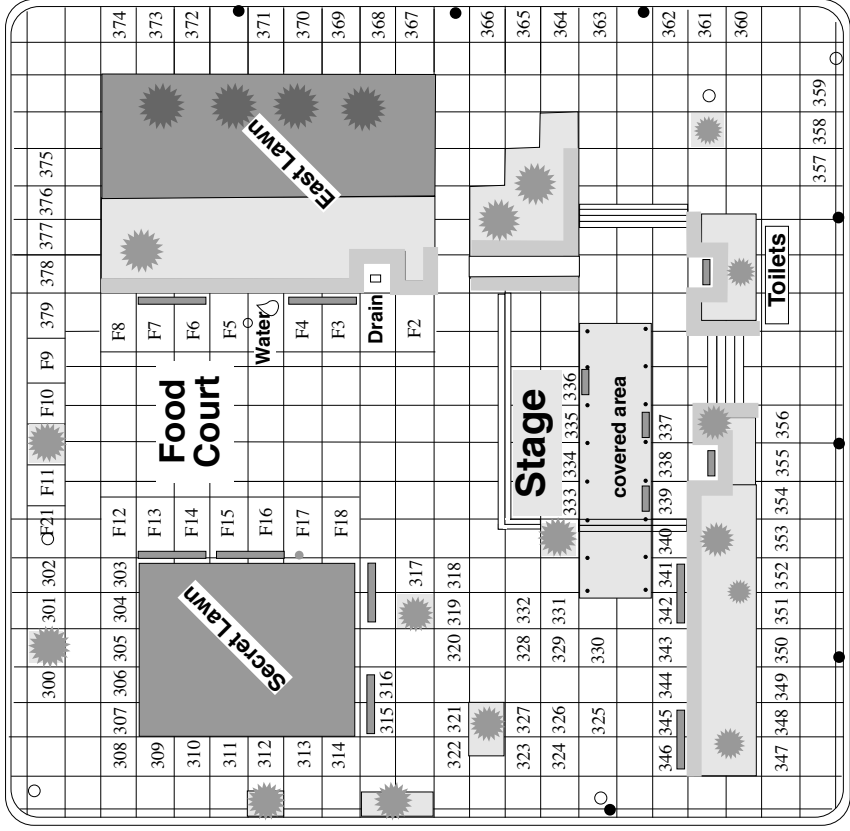 300 301 302 F21 F11 F10 F9 379 378 377 376 375
308 307 306 305 304 303 F12 F8 374
309 F13 F7 373
Food
Court
310 F14 F6 372
311 F15 F5
Secret Lawn
East Lawn
312 F16 Water 371
313 F17 F4 370
314 F18 F3 369
315 316 Drain 368
317 F2 367
322 321 320 319 318
366
323 327 328 332 365
Stage
324 326 329 331 333 334 335 336 364
325 330 363
covered area
346 345 344 343 342 341 340 339 338 337 362
361
360
Toilets
347 348 349 350 351 352 353 354 355 356
357 358 359